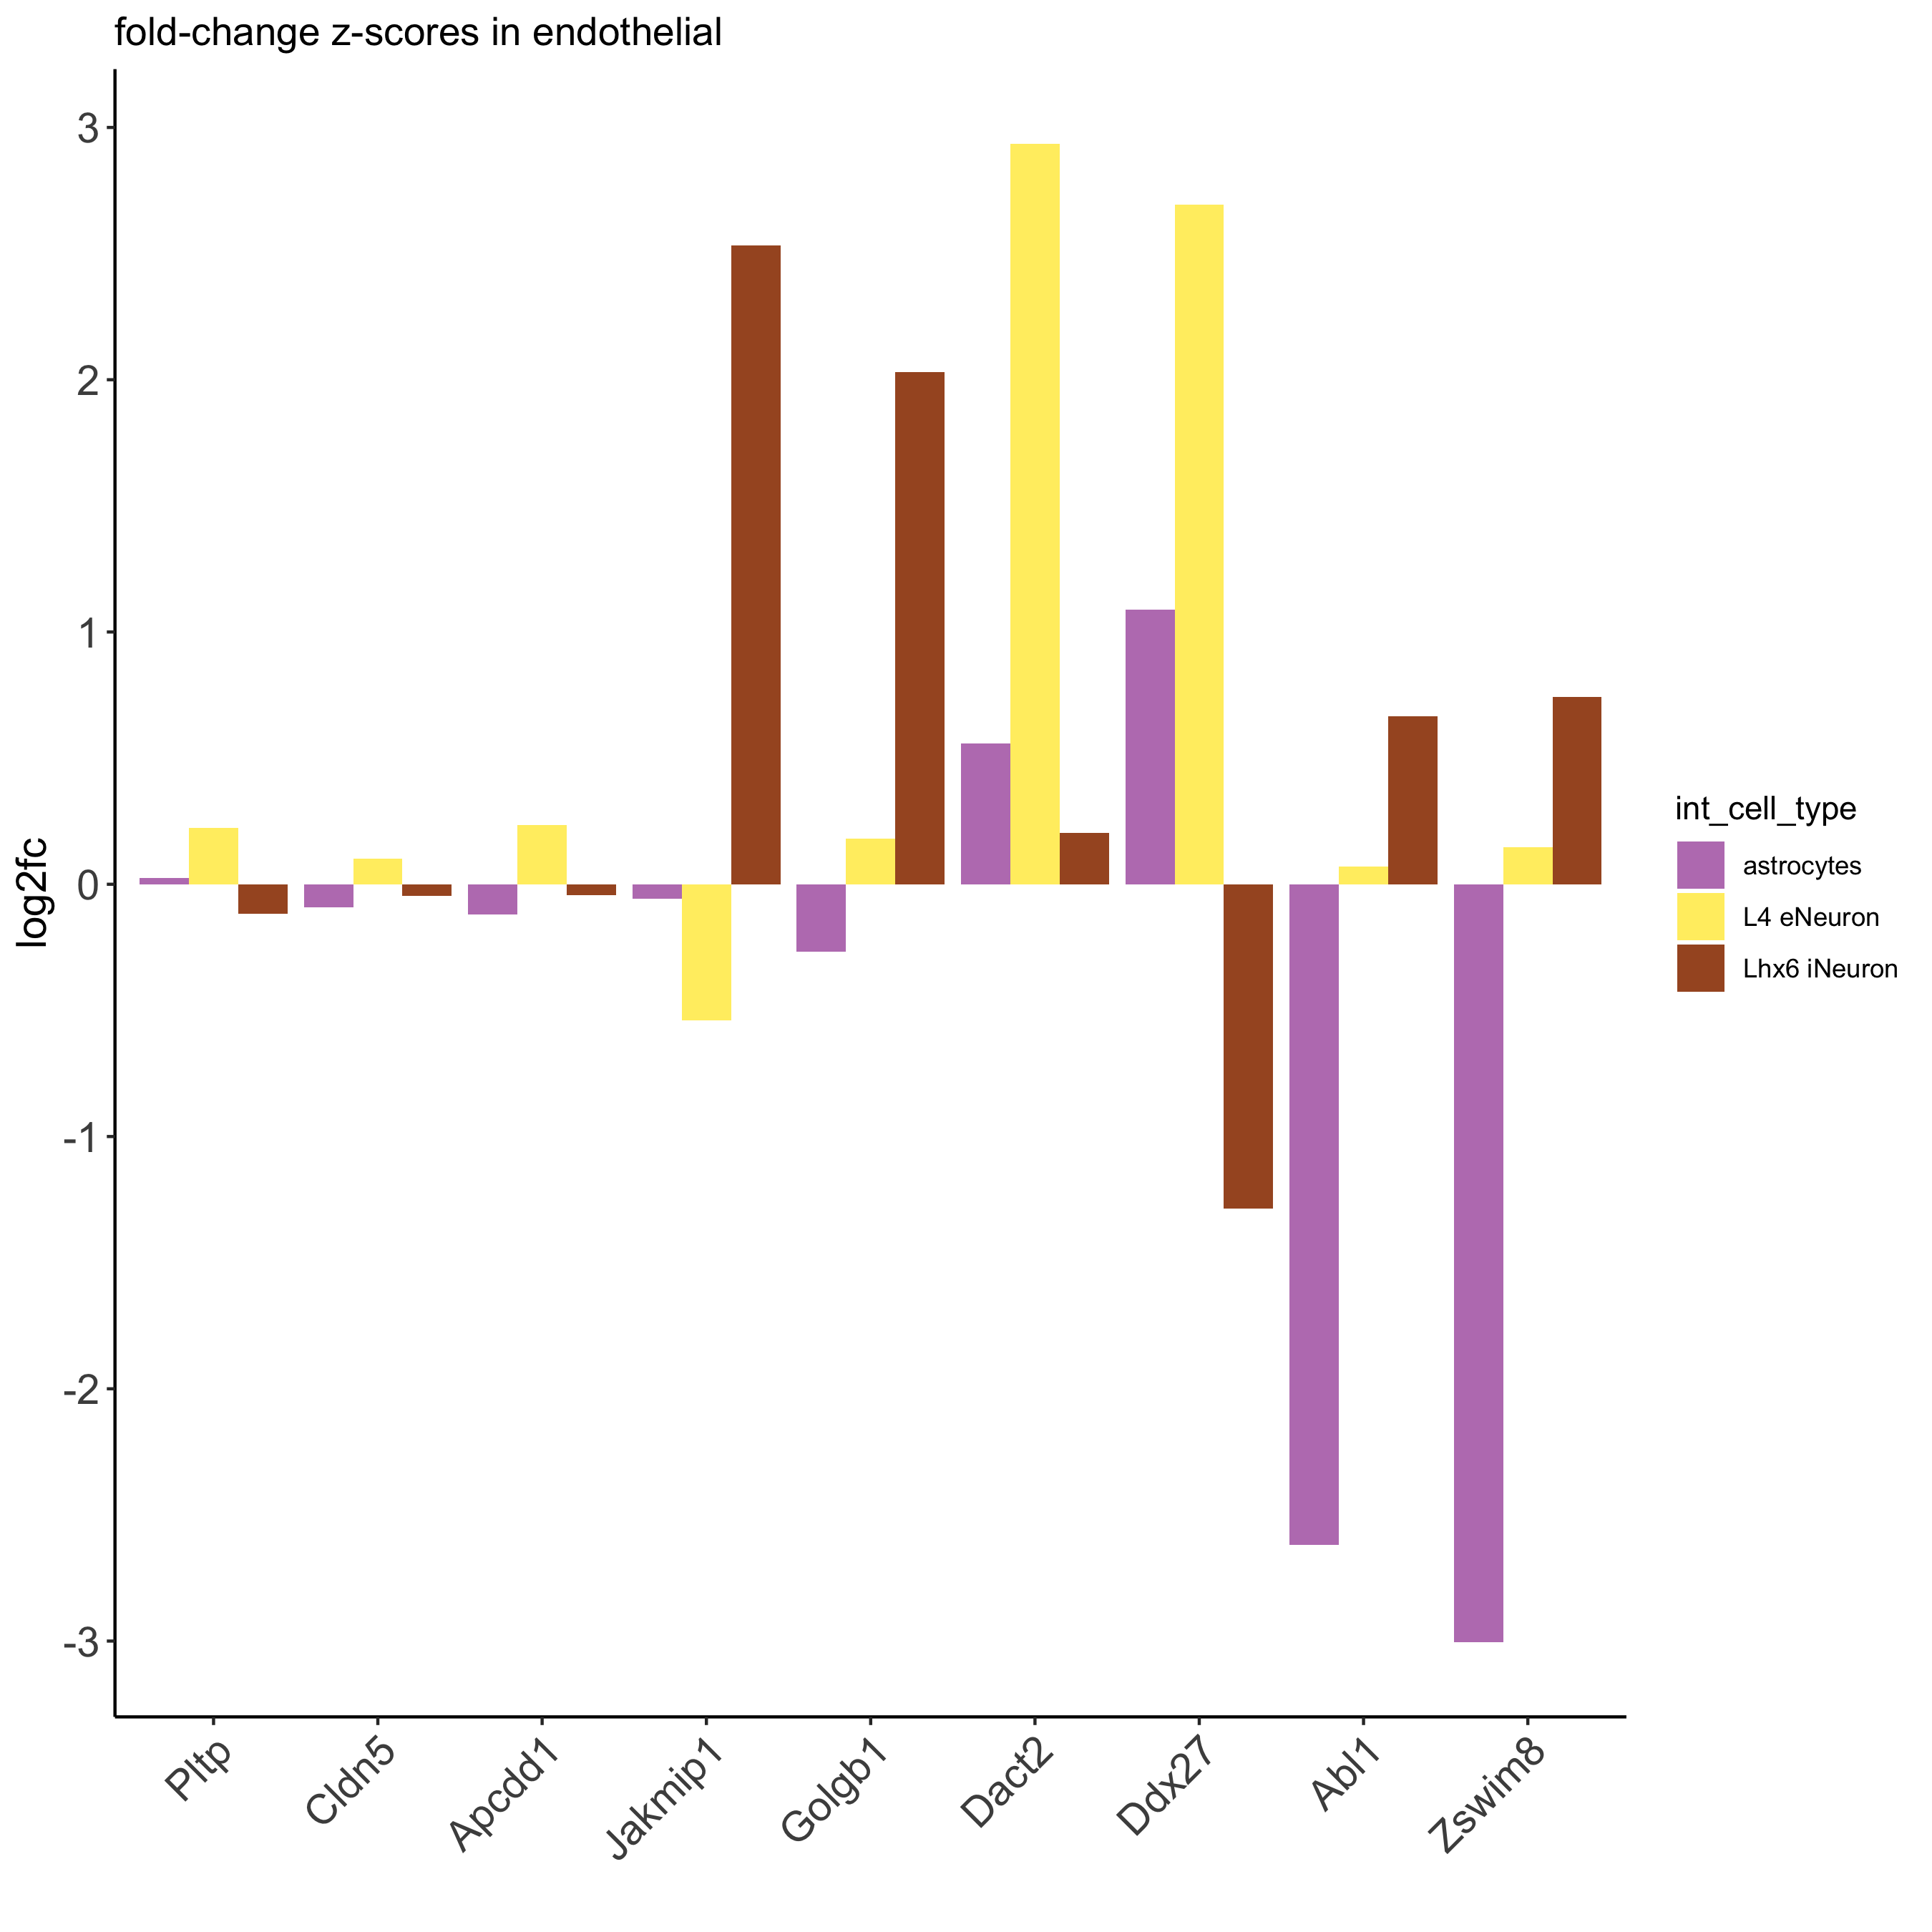 fold-change z-scores in endothelial
3
2
1
0
-1
-2
-3
log2fc
Pltp
Cldn5
Apcdd1
Jakmip1
Golgb1
Dact2
Ddx27
Abl1
Zswim8
int_cell_type
astrocytes
L4 eNeuron
Lhx6 iNeuron